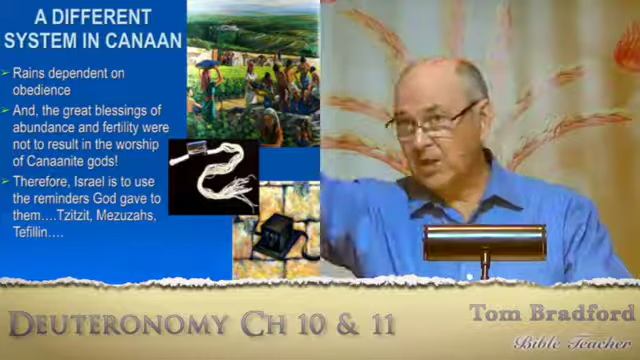 A DIFFERENT
SYSTEM IN CANAAN
➢ Rains dependent on
obedience
➢ And, the great blessings of
abundance and fertility were
not to result in the worship
of Canaanite gods!
➢ Therefore, Israel is to use
the reminders God gave to
them....Tzitzit, Mezuzahs,
Tefillin....
DEUTERONOMY CH 10 & 11
Tom Bradford
Bible Teacher